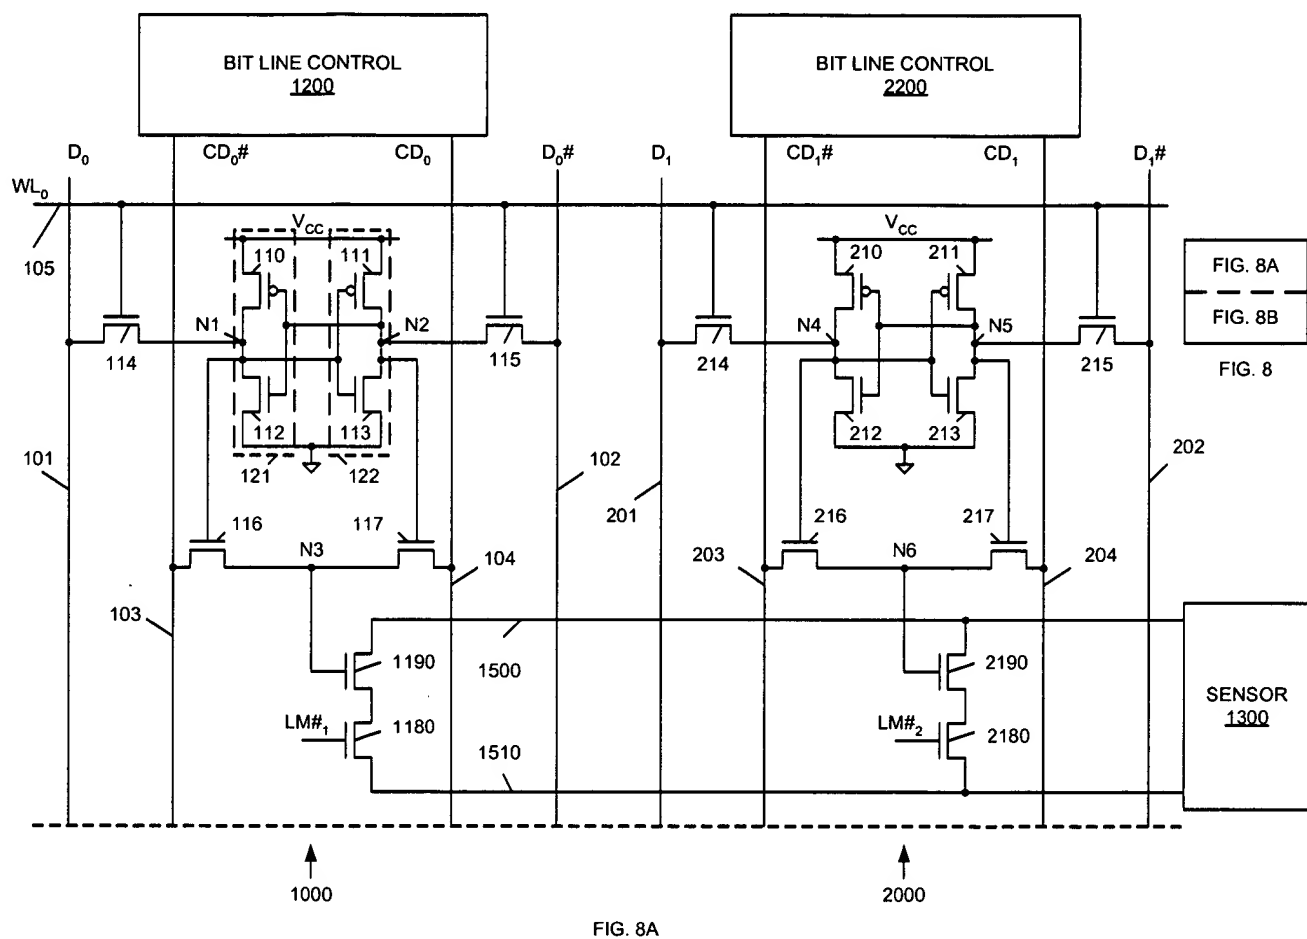 BIT LINE CONTROL
1200
BIT LINE CONTROL
2200
D0 CD0# CD0 D0# D1 CD1# CD1 D1#
WL0
105
VCC VCC
110 111 210 211
FIG. 8A
FIG. 8B
FIG. 8
N1 N2 N4 N5
114 115 214 215
112 113 212 213
121 122
101 102 201 202
116 117 216 217
N3 N6
103 104 203 204
1500
1190 2190
LM#1 1180 LM#2 2180
1510
SENSOR
1300
1000 2000
FIG. 8A